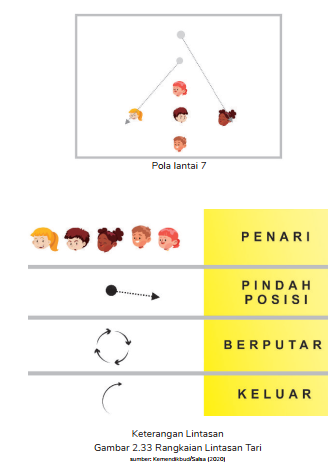 Pola lantai 7
PENARI
PINDAH
POSISI
BERPUTAR
KELUAR
Keterangan Lintasan
Gambar 2,33 Rangkaian Lintasan Tari
sumber: Kemendikbud/Salsa (2020)